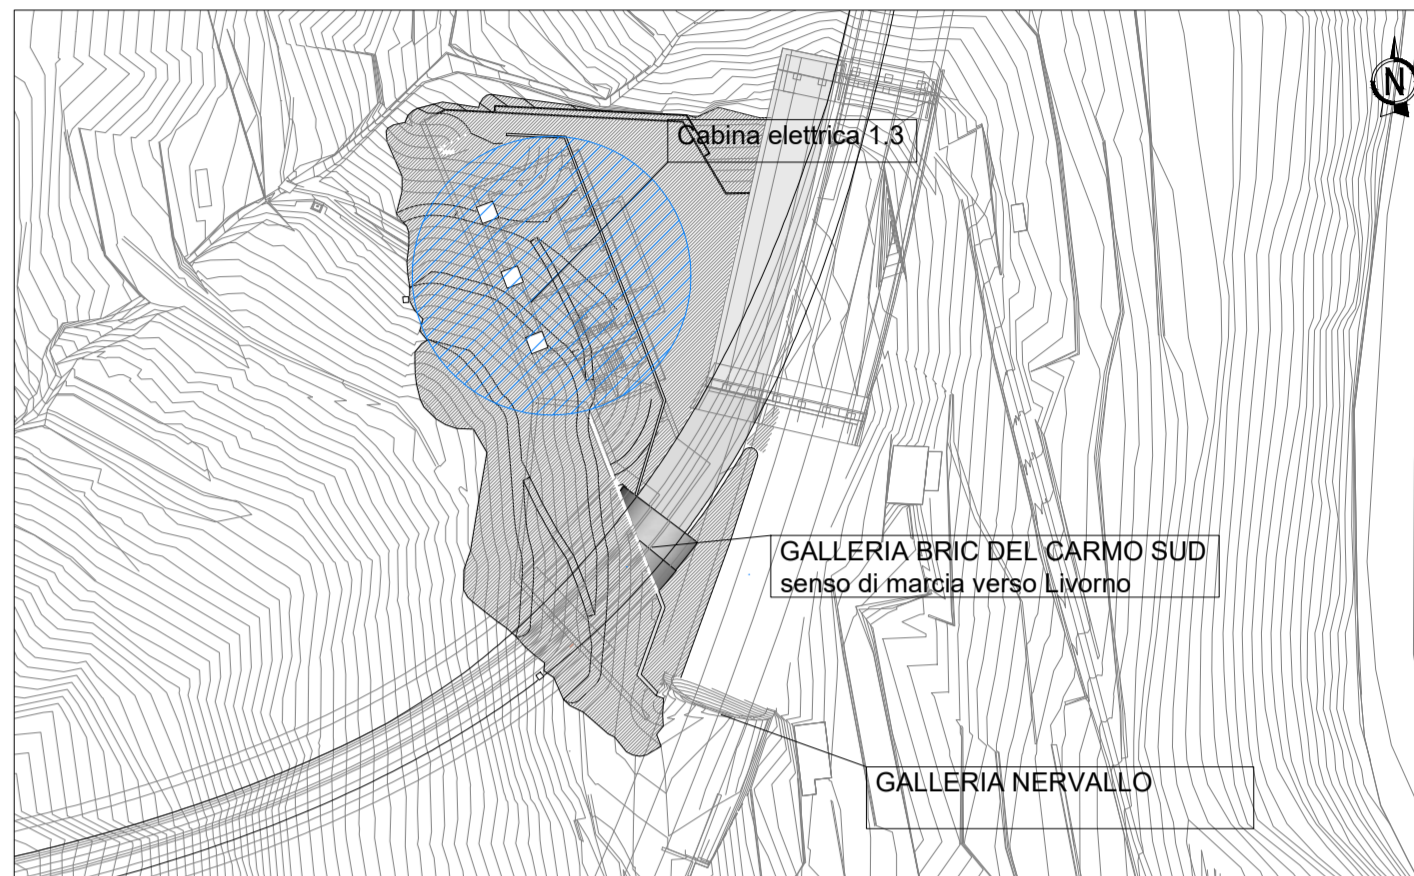 N
Cabina elettrica 1.3
GALLERIA BRIC DEL CARMO SUD
senso di marcia verso Livorno
GALLERIA NERVALLO